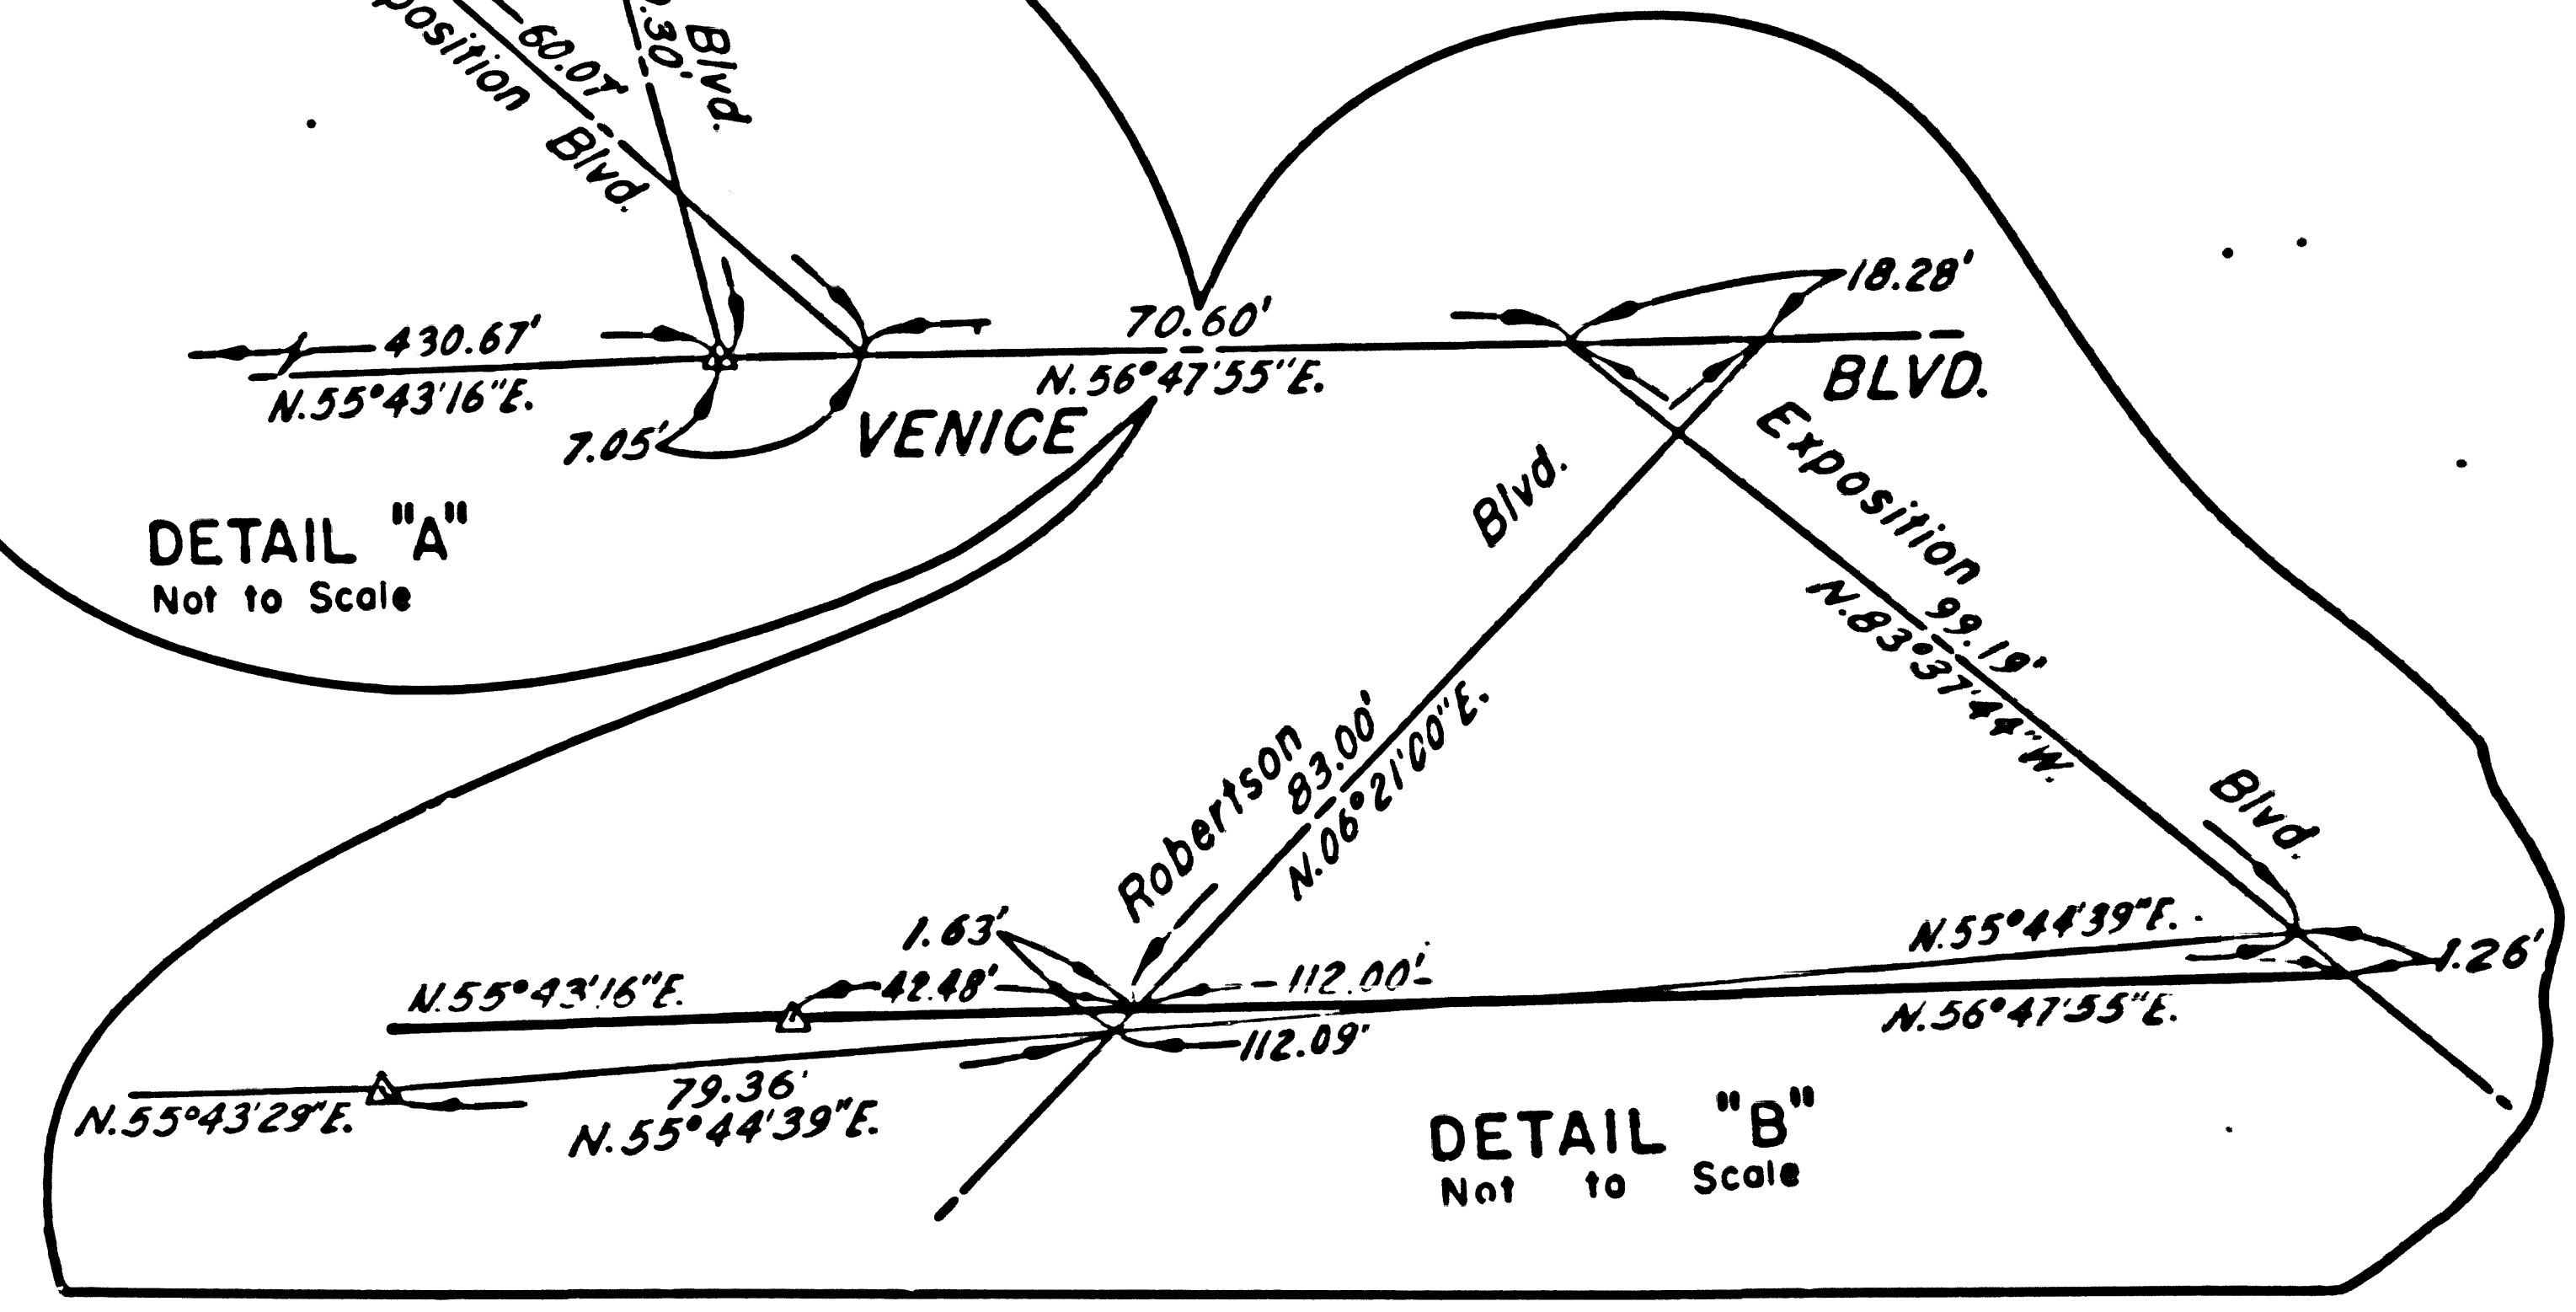 position Blvd.
60.07'
.30'
Blvd.
430.67'
N.55°43'16"E.
7.05'
VENICE
70.60'
N.56°47'55"E.
18.28'
BLVD.
DETAIL "A"
Not to Scale
Exposition Blvd.
99.19'
N.83°37'44"W.
Robertson Blvd.
83.00'
N.06°21'00"E.
1.63'
42.48'
112.00'
N.55°43'16"E.
N.55°44'39"E.
1.26'
N.56°47'55"E.
112.09'
79.36'
N.55°43'29"E.
N.55°44'39"E.
DETAIL "B"
Not to Scale